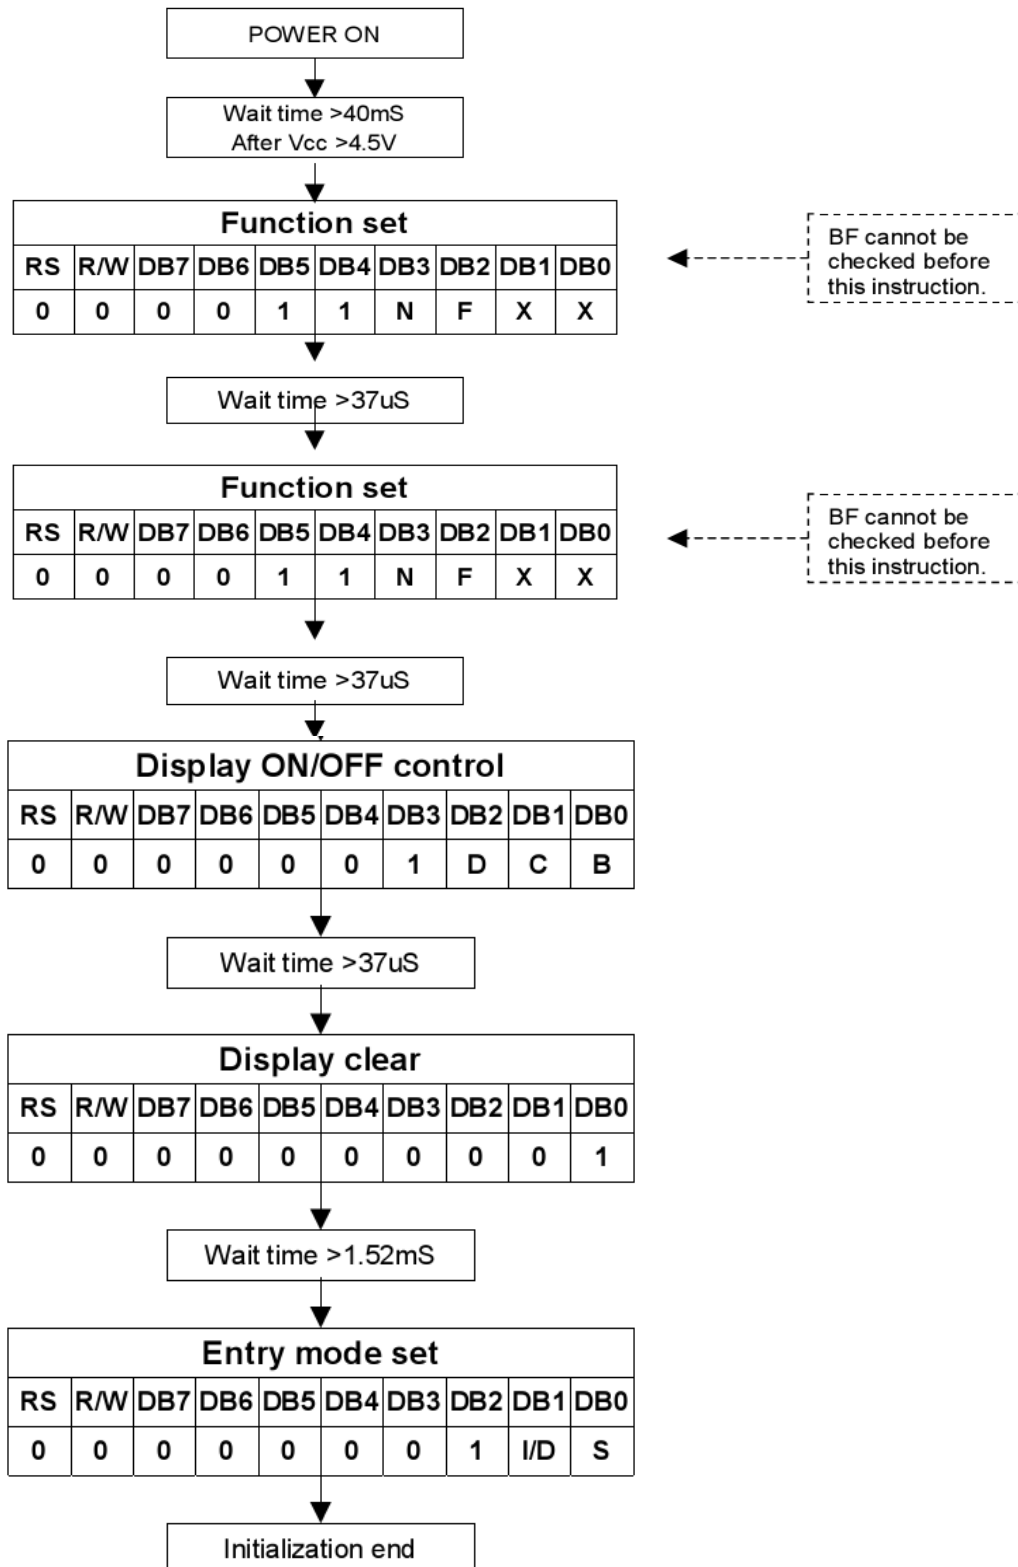 POWER ON
Wait time >40mS
After Vcc >4.5V
Function set
RS R/W DB7 DB6 DB5 DB4 DB3 DB2 DB1 DB0
0 0 0 0 1 1 N F X X
BF cannot be
checked before
this instruction.
Wait time >37uS
Function set
RS R/W DB7 DB6 DB5 DB4 DB3 DB2 DB1 DB0
0 0 0 0 1 1 N F X X
BF cannot be
checked before
this instruction.
Wait time >37uS
Display ON/OFF control
RS R/W DB7 DB6 DB5 DB4 DB3 DB2 DB1 DB0
0 0 0 0 0 0 1 D C B
Wait time >37uS
Display clear
RS R/W DB7 DB6 DB5 DB4 DB3 DB2 DB1 DB0
0 0 0 0 0 0 0 0 0 1
Wait time >1.52mS
Entry mode set
RS R/W DB7 DB6 DB5 DB4 DB3 DB2 DB1 DB0
0 0 0 0 0 0 0 1 I/D S
Initialization end